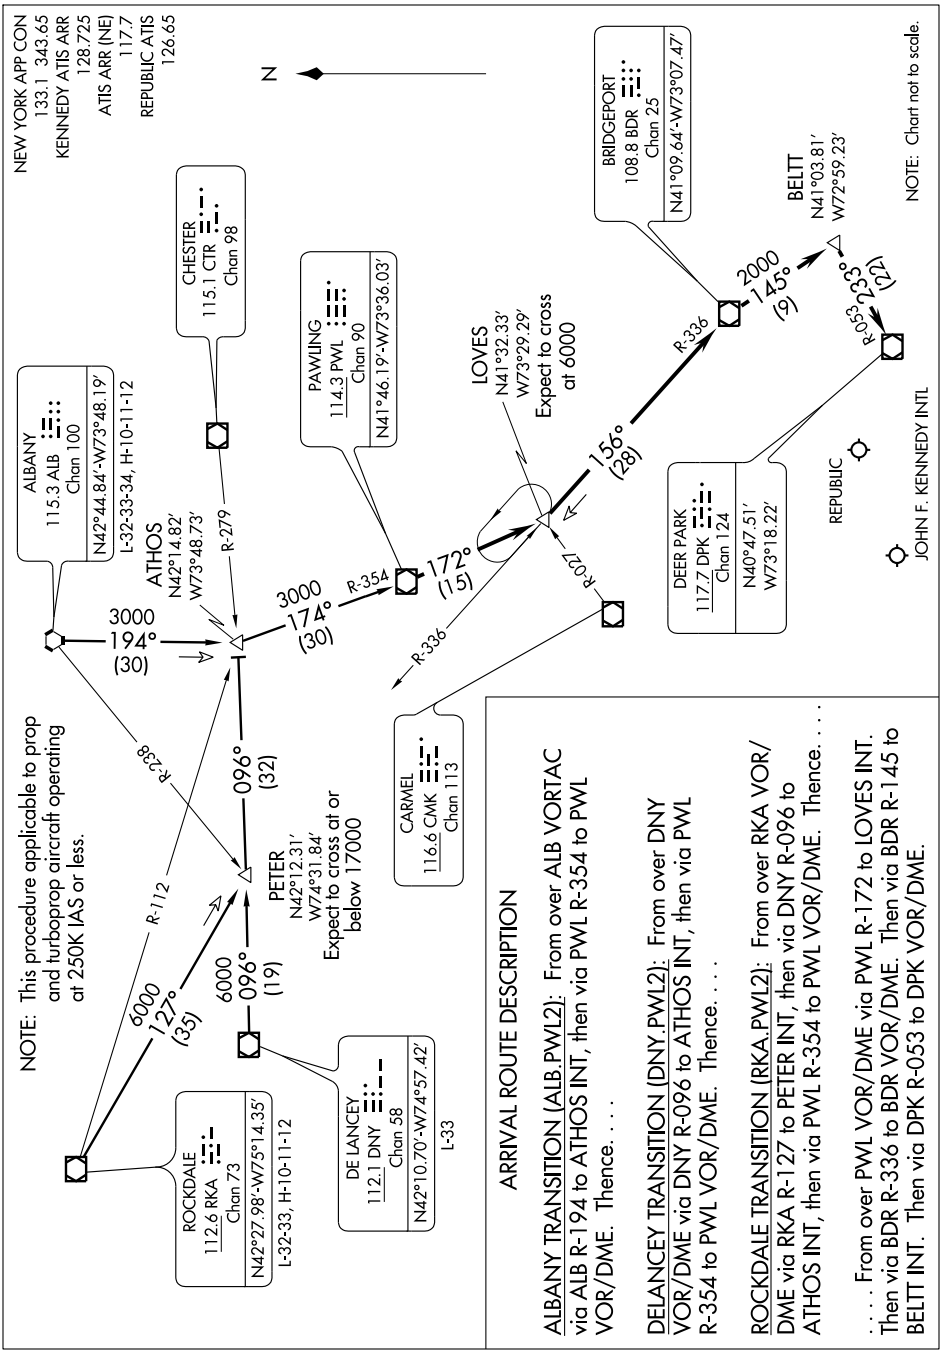 NEW YORK APP CON
133.1 343.65
KENNEDY ATIS ARR
128.725
ATIS ARR (NE)
117.7
REPUBLIC ATIS
126.65
N
NOTE: This procedure applicable to prop
and turboprop aircraft operating
at 250K IAS or less.
ALBANY
115.3 ALB
Chan 100
N42°44.84'-W73°48.19'
L-32-33-34, H-10-11-12
CHESTER
115.1 CTR
Chan 98
R-279
ATHOS
N42°14.82'
W73°48.73'
3000
194°
(30)
R-238
R-112
ROCKDALE
112.6 RKA
Chan 73
N42°27.98'-W75°14.35'
L-32-33, H-10-11-12
6000
127°
(35)
6000
096°
(19)
096°
(32)
DE LANCEY
112.1 DNY
Chan 58
N42°10.70'-W74°57.42'
L-33
PETER
N42°12.31'
W74°31.84'
Expect to cross at or
below 17000
PAWLING
114.3 PWL
Chan 90
N41°46.19'-W73°36.03'
3000
174°
(30)
R-354
172°
(15)
R-336
CARMEL
116.6 CMK
Chan 113
R-027
LOVES
N41°32.33'
W73°29.29'
Expect to cross
at 6000
156°
(28)
R-336
BRIDGEPORT
108.8 BDR
Chan 25
N41°09.64'-W73°07.47'
2000
145°
(9)
BELTT
N41°03.81'
W72°59.23'
R-053
233°
(22)
DEER PARK
117.7 DPK
Chan 124
N40°47.51'
W73°18.22'
REPUBLIC
JOHN F. KENNEDY INTL
NOTE: Chart not to scale.
ARRIVAL ROUTE DESCRIPTION
ALBANY TRANSITION (ALB.PWL2): From over ALB VORTAC
via ALB R-194 to ATHOS INT, then via PWL R-354 to PWL
VOR/DME. Thence. . . .
DELANCEY TRANSITION (DNY.PWL2): From over DNY
VOR/DME via DNY R-096 to ATHOS INT, then via PWL
R-354 to PWL VOR/DME. Thence. . . .
ROCKDALE TRANSITION (RKA.PWL2): From over RKA VOR/
DME via RKA R-127 to PETER INT, then via DNY R-096 to
ATHOS INT, then via PWL R-354 to PWL VOR/DME. Thence. . . .
. . . . From over PWL VOR/DME via PWL R-172 to LOVES INT.
Then via BDR R-336 to BDR VOR/DME. Then via BDR R-145 to
BELTT INT. Then via DPK R-053 to DPK VOR/DME.